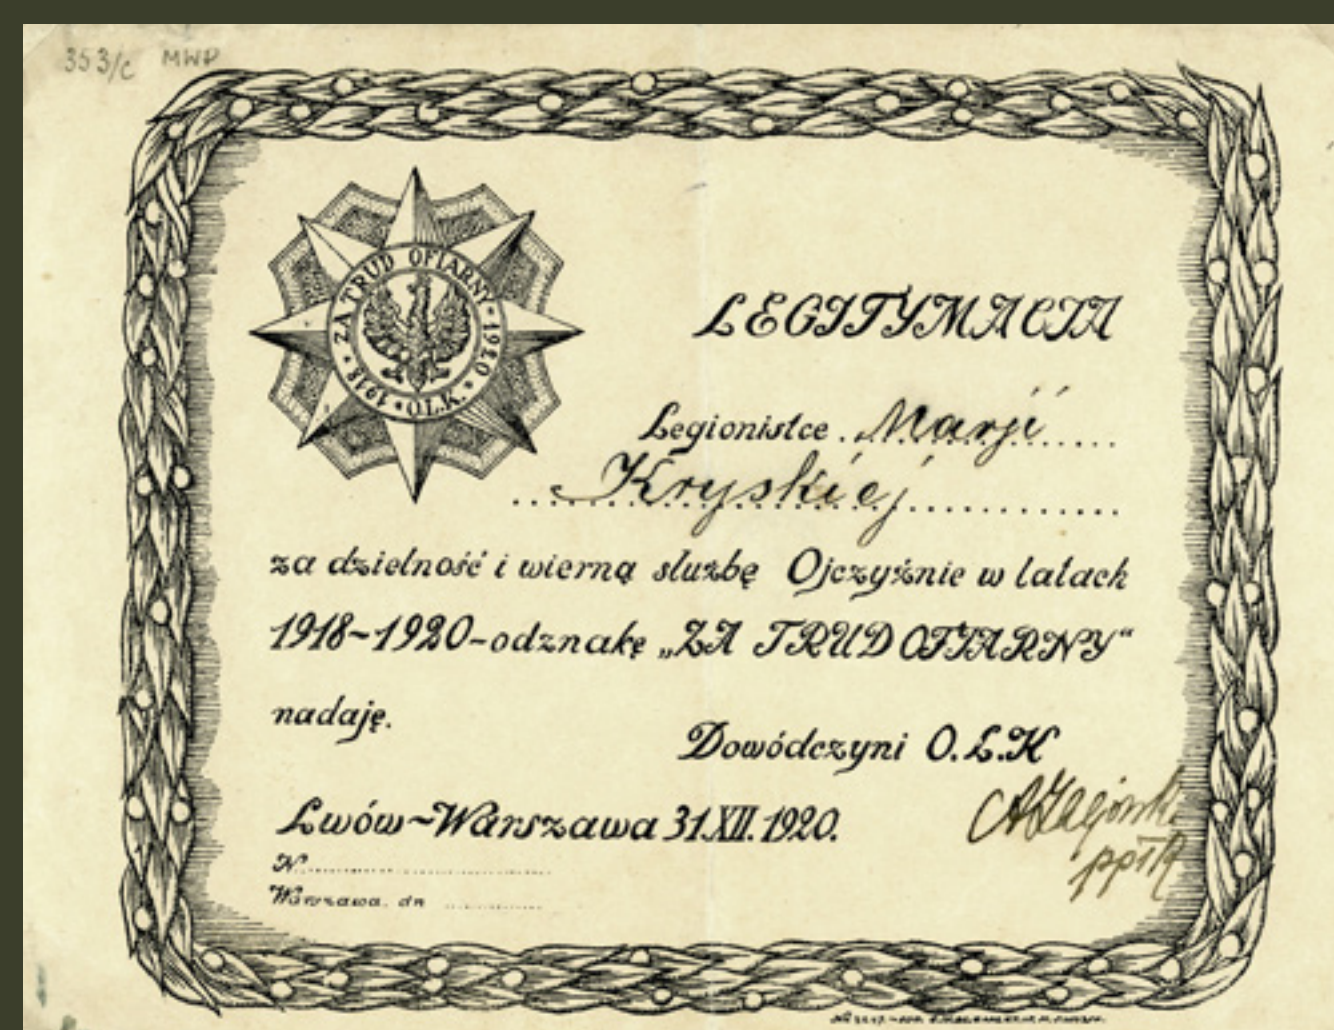 353/c MWP
ZA TRUD OFIARNY · 1920 · O.L.K. · 1918 ·
LEGITYMACJA
Legionistce Marji
Kryskiej
za dzielność i wierną służbę Ojczyźnie w latach
1918~1920-odznakę „ZA TRUD OFIARNY“
nadaję.
Dowódczyni O.L.K
AZagórska
ppłk
Lwów~Warszawa 31.XII.1920.
N.
Warszawa. dn